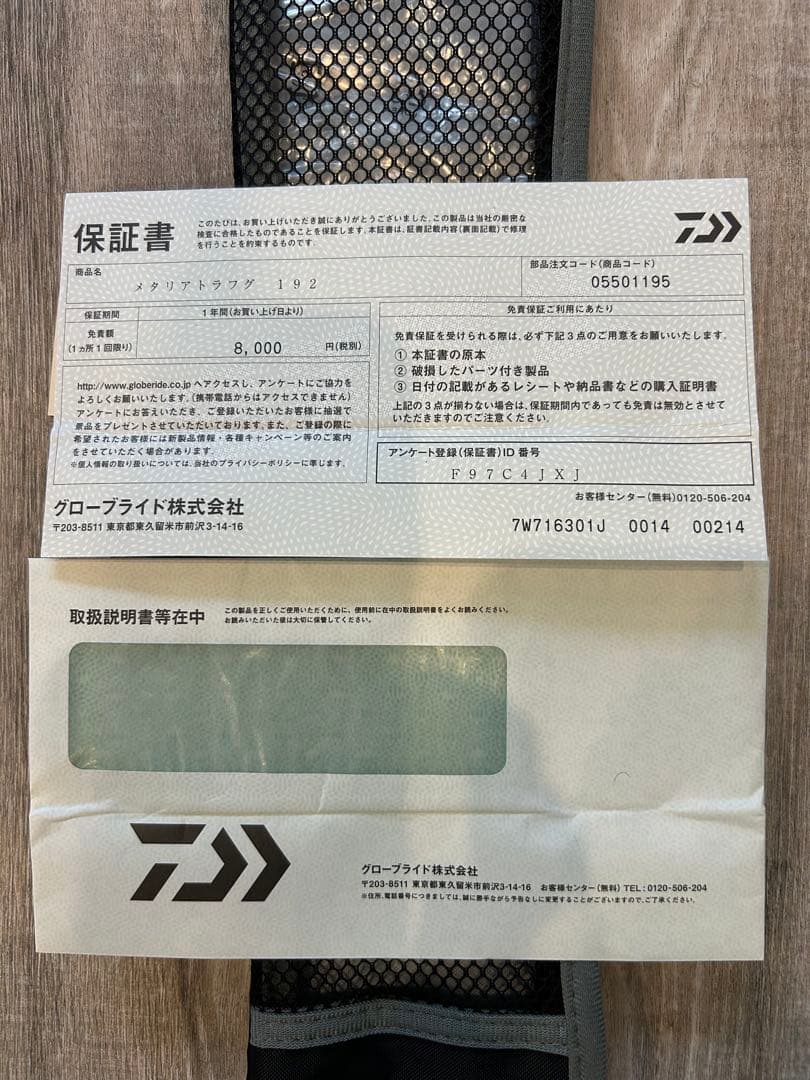 保証書
このたびは、お買い上げいただき誠にありがとうございました。この製品は当社の厳密な
検査に合格したものであることを保証します。本証書は、証書記載内容(裏面記載)で修理
を行うことを約束するものです。
商品名
メタリアトラフグ 192
部品注文コード(商品コード)
05501195
保証期間
1年間(お買い上げ日より)
免責額
(1ヵ所1回限り)
8,000 円(税別)
免責保証ご利用にあたり
免責保証を受けられる際は、必ず下記3点のご用意をお願いいたします。
① 本証書の原本
② 破損したパーツ付き製品
③ 日付の記載があるレシートや納品書などの購入証明書
上記の3点が揃わない場合は、保証期間内であっても免責は無効とさせて
いただきますのでご注意ください。
http://www.globeride.co.jp へアクセスし、アンケートにご協力を
よろしくお願いいたします。(携帯電話からはアクセスできません)
アンケートにお答えいただき、ご登録いただいたお客様に抽選で
景品をプレゼントさせていただいております。また、ご登録の際に
希望されたお客様には新製品情報・各種キャンペーン等のご案内
をさせていただく場合があります。
※個人情報の取り扱いについては、当社のプライバシーポリシーに準じます。
アンケート登録(保証書)ID番号
F97C4JXJ
グローブライド株式会社
〒203-8511 東京都東久留米市前沢3-14-16
お客様センター(無料)0120-506-204
7W716301J 0014 00214
取扱説明書等在中
この製品を正しくご使用いただくために、使用前に在中の取扱説明書をよくお読みください。
お読みいただいた後は大切に保管してください。
グローブライド株式会社
〒203-8511 東京都東久留米市前沢3-14-16 お客様センター(無料) TEL:0120-506-204
※住所、電話番号につきましては、誠に勝手ながら予告なしに変更することがございますので、ご了承ください。